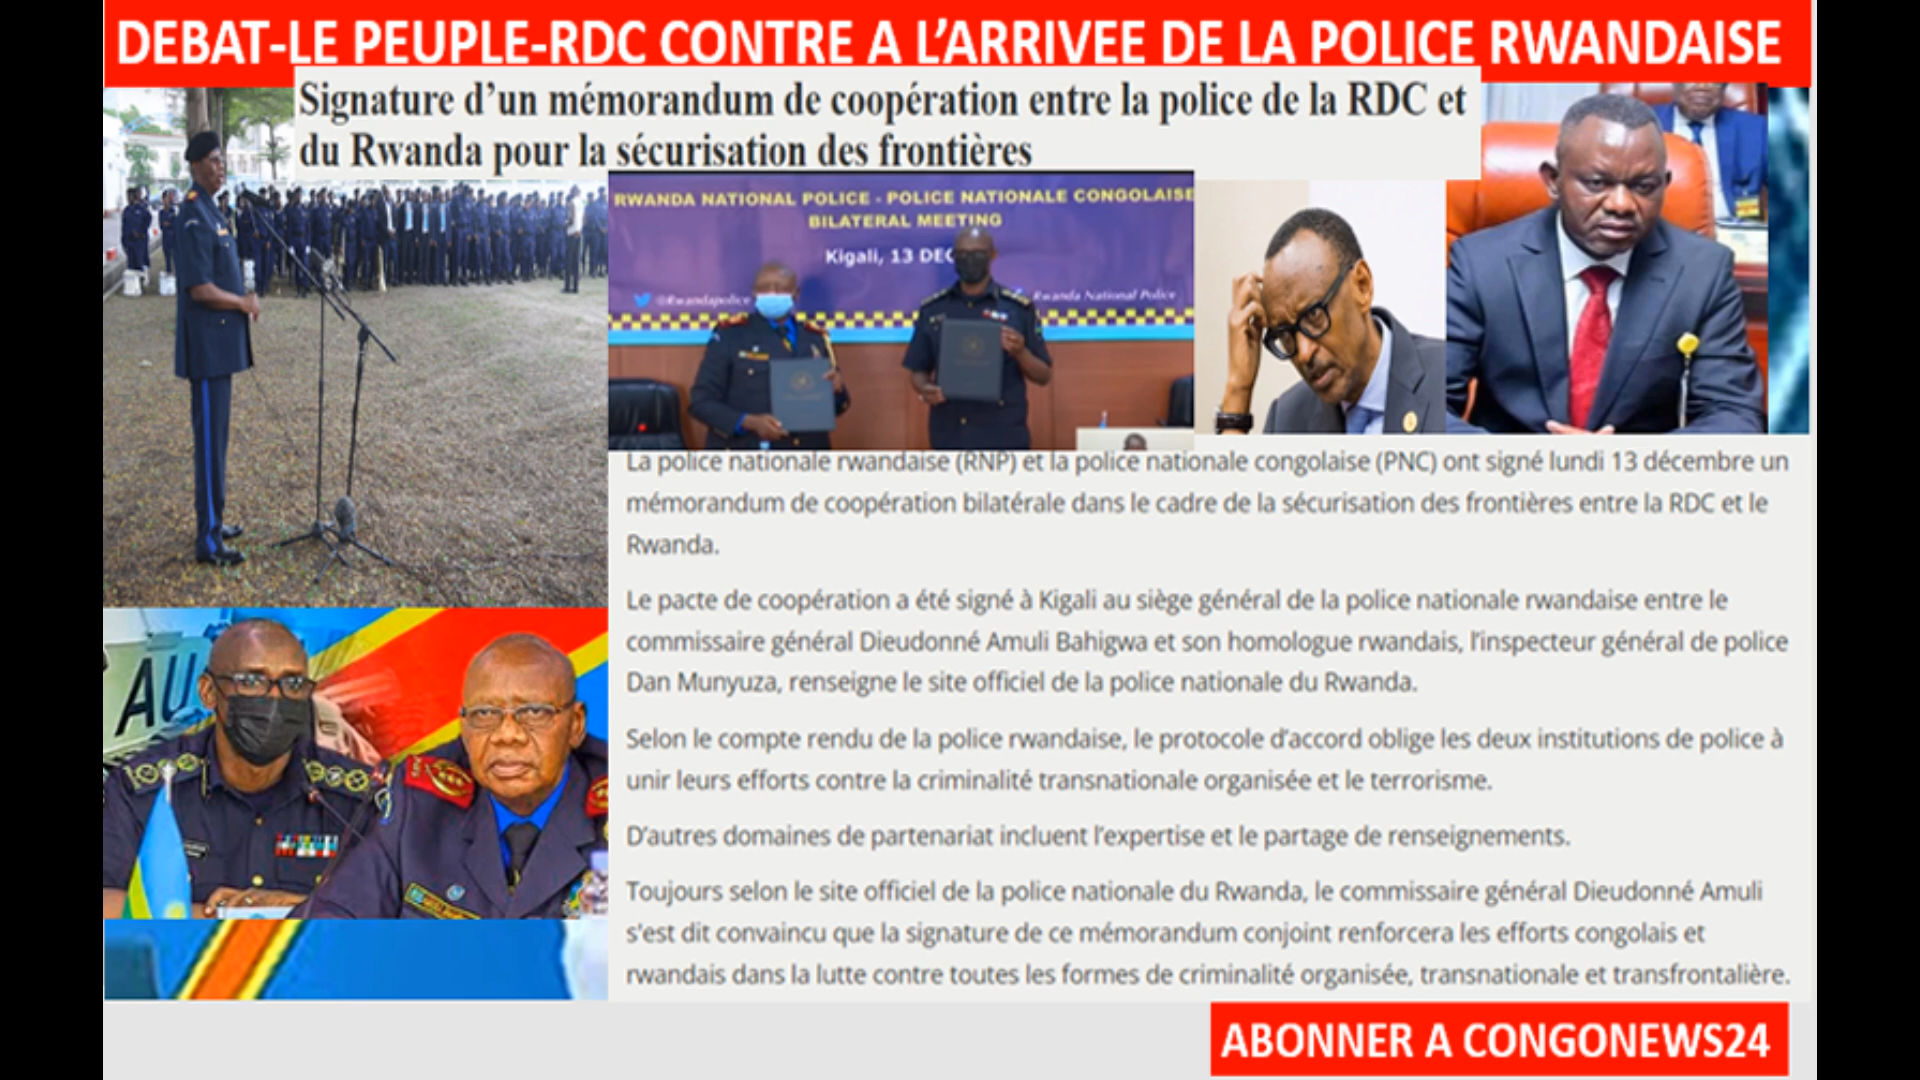 DEBAT-LE PEUPLE-RDC CONTRE A L'ARRIVEE DE LA POLICE RWANDAISE
Signature d'un mémorandum de coopération entre la police de la RDC et
du Rwanda pour la sécurisation des frontières
RWANDA NATIONAL POLICE - POLICE NATIONALE CONGOLAISE
BILATERAL MEETING
Kigali, 13 DEC
@Rwandapolice
Rwanda National Police
AU
La police nationale rwandaise (RNP) et la police nationale congolaise (PNC) ont signé lundi 13 décembre un
mémorandum de coopération bilatérale dans le cadre de la sécurisation des frontières entre la RDC et le
Rwanda.
Le pacte de coopération a été signé à Kigali au siège général de la police nationale rwandaise entre le
commissaire général Dieudonné Amuli Bahigwa et son homologue rwandais, l'inspecteur général de police
Dan Munyuza, renseigne le site officiel de la police nationale du Rwanda.
Selon le compte rendu de la police rwandaise, le protocole d'accord oblige les deux institutions de police à
unir leurs efforts contre la criminalité transnationale organisée et le terrorisme.
D'autres domaines de partenariat incluent l'expertise et le partage de renseignements.
Toujours selon le site officiel de la police nationale du Rwanda, le commissaire général Dieudonné Amuli
s'est dit convaincu que la signature de ce mémorandum conjoint renforcera les efforts congolais et
rwandais dans la lutte contre toutes les formes de criminalité organisée, transnationale et transfrontalière.
ABONNER A CONGONEWS24